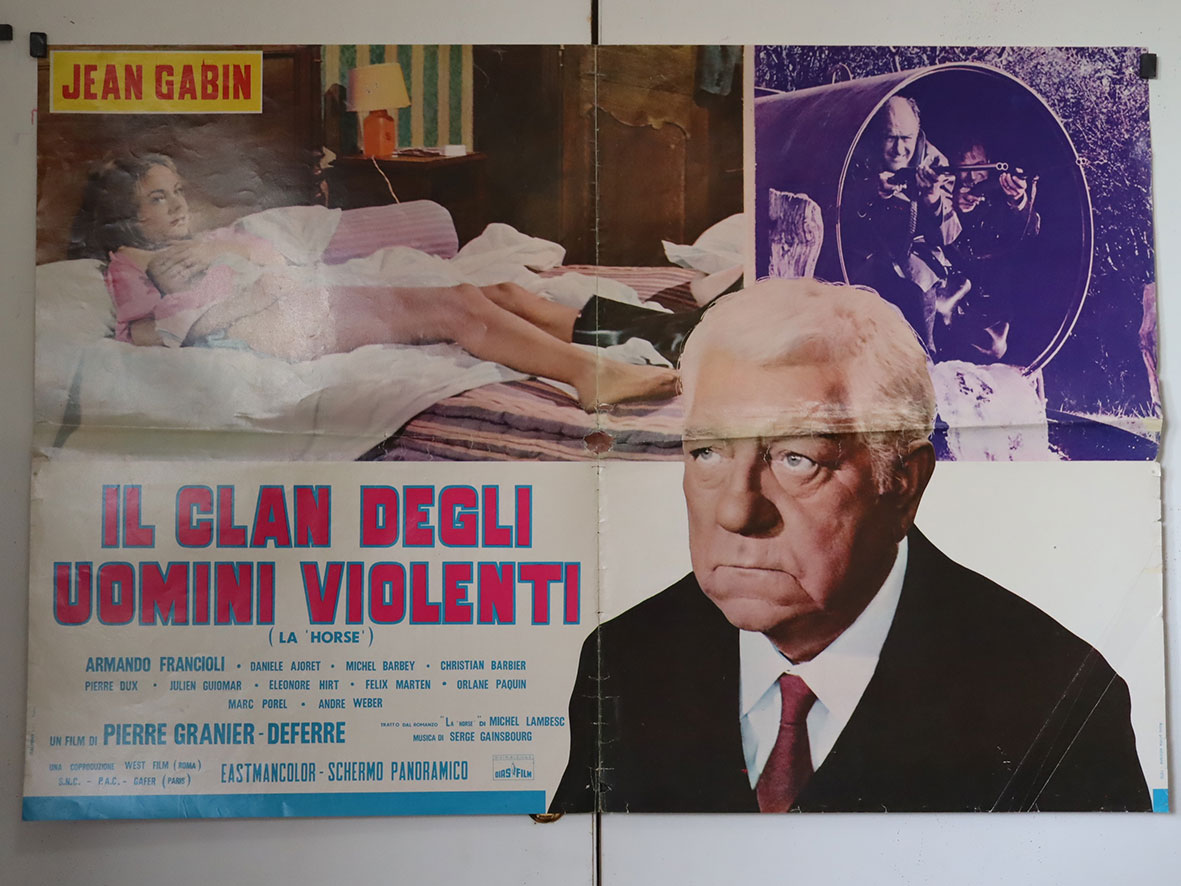 JEAN GABIN
IL CLAN DEGLI
UOMINI VIOLENTI
(LA 'HORSE')
ARMANDO FRANCIOLI • DANIELE AJORET • MICHEL BARBEY • CHRISTIAN BARBIER
PIERRE DUX • JULIEN GUIOMAR • ELEONORE HIRT • FELIX MARTEN • ORLANE PAQUIN
MARC POREL • ANDRE WEBER
UN FILM DI PIERRE GRANIER-DEFERRE
TRATTO DAL ROMANZO "LA 'HORSE'" DI MICHEL LAMBESC
MUSICA DI SERGE GAINSBOURG
UNA COPRODUZIONE WEST FILM (ROMA)
S.N.C. - P.A.C. - GAFER (PARIS)
EASTMANCOLOR - SCHERMO PANORAMICO